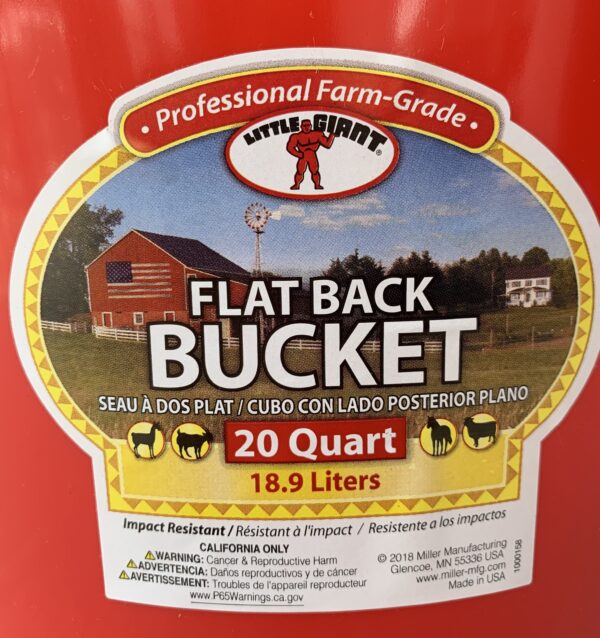 • Professional Farm-Grade •
LITTLE GIANT®
FLAT BACK
BUCKET
SEAU À DOS PLAT / CUBO CON LADO POSTERIOR PLANO
20 Quart
18.9 Liters
Impact Resistant / Résistant à l'impact / Resistente a los impactos
CALIFORNIA ONLY
⚠WARNING: Cancer & Reproductive Harm
⚠ADVERTENCIA: Daños reproductivos y de cáncer
⚠AVERTISSEMENT: Troubles de l'appareil reproducteur
www.P65Warnings.ca.gov
© 2018 Miller Manufacturing
Glencoe, MN 55336 USA
www.miller-mfg.com
Made in USA
1000158